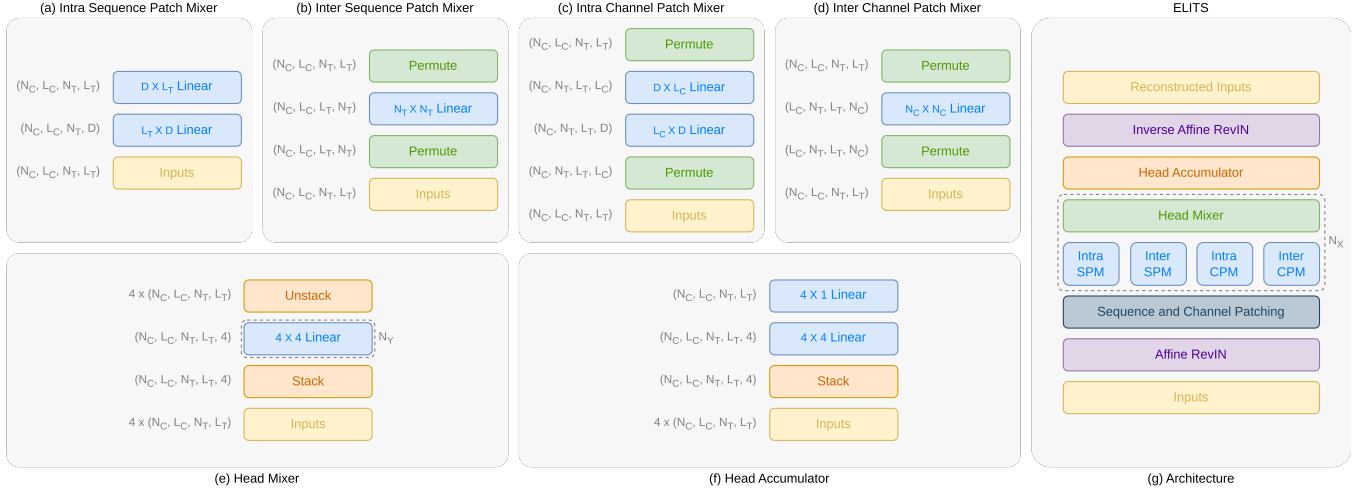 (a) Intra Sequence Patch Mixer
(N_C, L_C, N_T, L_T)
D X L_T Linear
(N_C, L_C, N_T, D)
L_T X D Linear
(N_C, L_C, N_T, L_T)
Inputs
(b) Inter Sequence Patch Mixer
(N_C, L_C, N_T, L_T)
Permute
(N_C, L_C, L_T, N_T)
N_T X N_T Linear
(N_C, L_C, L_T, N_T)
Permute
(N_C, L_C, N_T, L_T)
Inputs
(c) Intra Channel Patch Mixer
(N_C, L_C, N_T, L_T)
Permute
(N_C, N_T, L_T, L_C)
D X L_C Linear
(N_C, N_T, L_T, D)
L_C X D Linear
(N_C, N_T, L_T, L_C)
Permute
(N_C, L_C, N_T, L_T)
Inputs
(d) Inter Channel Patch Mixer
(N_C, L_C, N_T, L_T)
Permute
(L_C, N_T, L_T, N_C)
N_C X N_C Linear
(L_C, N_T, L_T, N_C)
Permute
(N_C, L_C, N_T, L_T)
Inputs
4 x (N_C, L_C, N_T, L_T)
Unstack
(N_C, L_C, N_T, L_T, 4)
4 X 4 Linear
N_Y
(N_C, L_C, N_T, L_T, 4)
Stack
4 x (N_C, L_C, N_T, L_T)
Inputs
(e) Head Mixer
(N_C, L_C, N_T, L_T)
4 X 1 Linear
(N_C, L_C, N_T, L_T, 4)
4 X 4 Linear
(N_C, L_C, N_T, L_T, 4)
Stack
4 x (N_C, L_C, N_T, L_T)
Inputs
(f) Head Accumulator
ELITS
Reconstructed Inputs
Inverse Affine RevIN
Head Accumulator
Head Mixer
N_X
Intra
SPM
Inter
SPM
Intra
CPM
Inter
CPM
Sequence and Channel Patching
Affine RevIN
Inputs
(g) Architecture